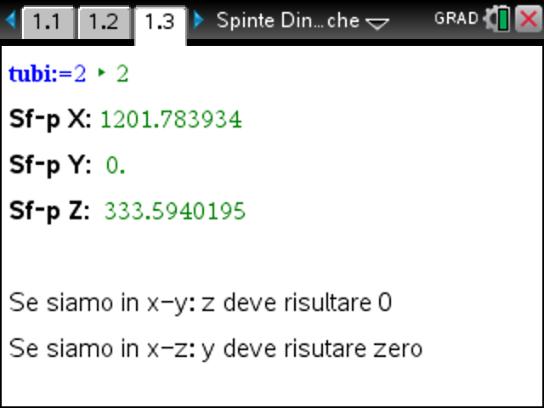 1.1 1.2 1.3 Spinte Din…che GRAD
tubi:=2 ▸ 2
Sf-p X: 1201.783934
Sf-p Y: 0.
Sf-p Z: 333.5940195
Se siamo in x-y: z deve risultare 0
Se siamo in x-z: y deve risutare zero